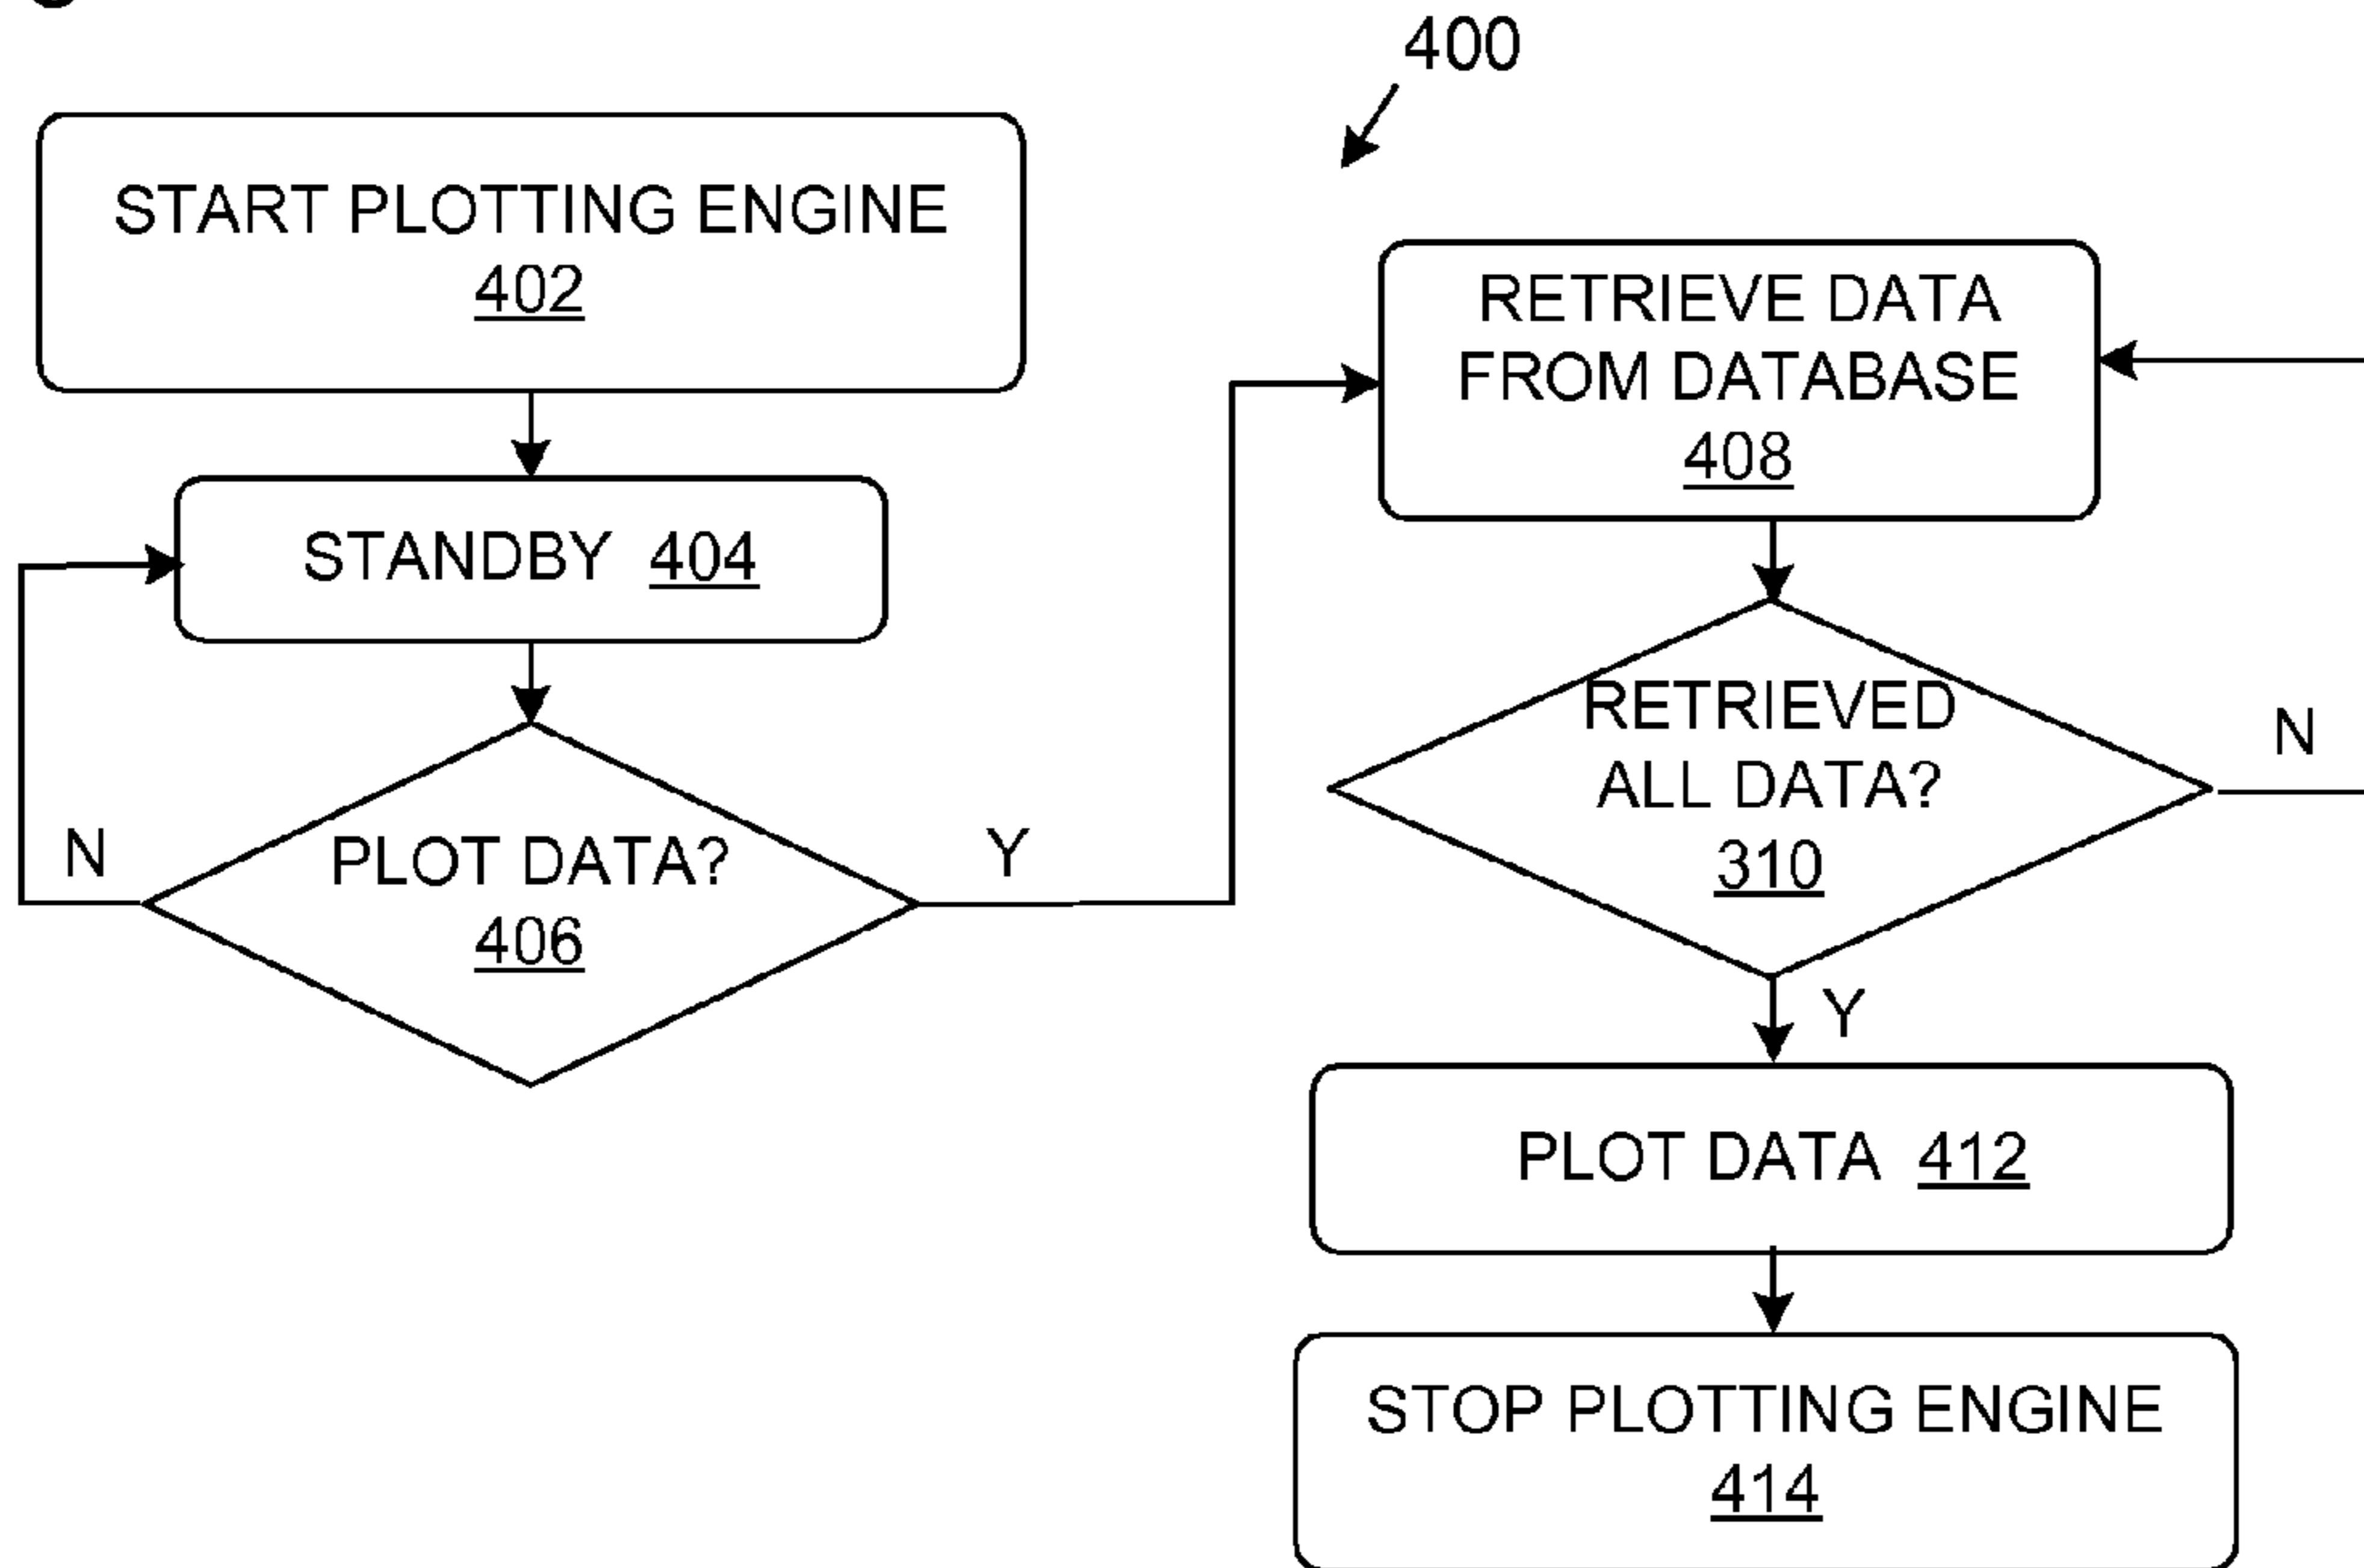 400
START PLOTTING ENGINE
402
STANDBY 404
PLOT DATA?
406
N
Y
RETRIEVE DATA
FROM DATABASE
408
RETRIEVED
ALL DATA?
310
N
Y
PLOT DATA 412
STOP PLOTTING ENGINE
414